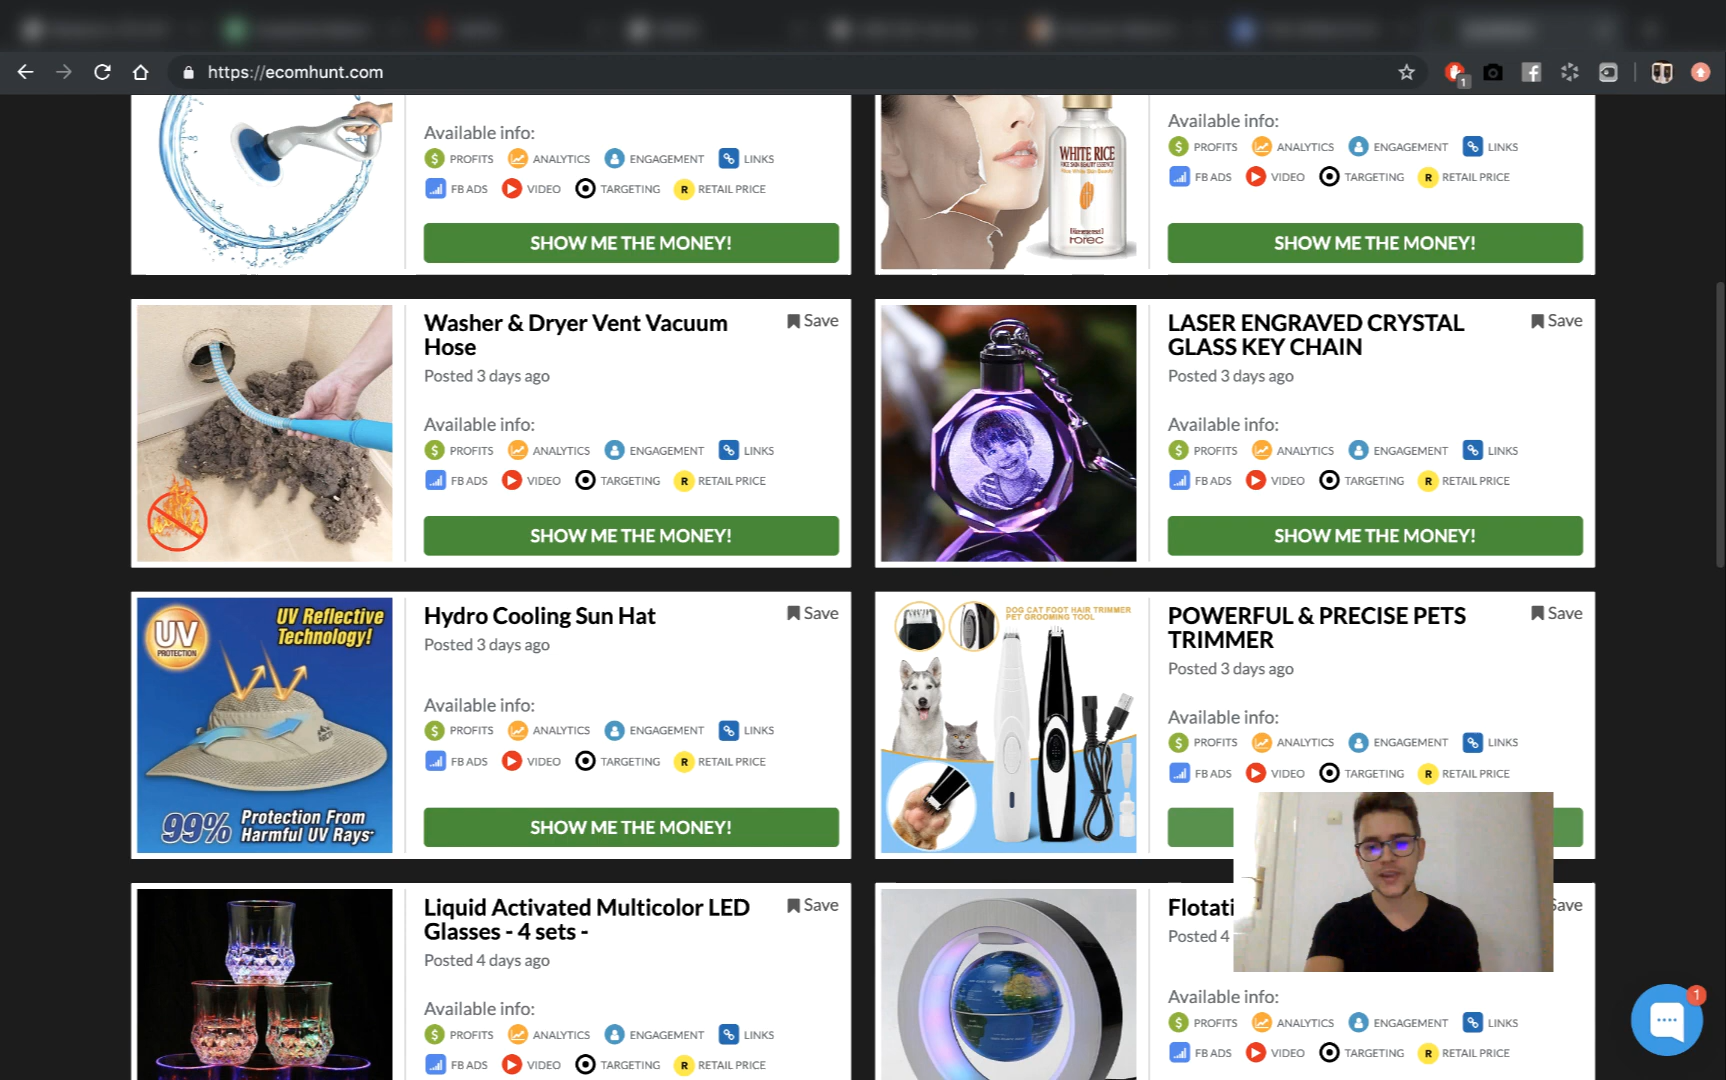 https://ecomhunt.com
1
Available info:
PROFITS ANALYTICS ENGAGEMENT LINKS
FB ADS VIDEO TARGETING R RETAIL PRICE
SHOW ME THE MONEY!
WHITE RICE
rorec
Available info:
PROFITS ANALYTICS ENGAGEMENT LINKS
FB ADS VIDEO TARGETING R RETAIL PRICE
SHOW ME THE MONEY!
Washer & Dryer Vent Vacuum
Hose
Save
Posted 3 days ago
Available info:
PROFITS ANALYTICS ENGAGEMENT LINKS
FB ADS VIDEO TARGETING R RETAIL PRICE
SHOW ME THE MONEY!
LASER ENGRAVED CRYSTAL
GLASS KEY CHAIN
Save
Posted 3 days ago
Available info:
PROFITS ANALYTICS ENGAGEMENT LINKS
FB ADS VIDEO TARGETING R RETAIL PRICE
SHOW ME THE MONEY!
UV
PROTECTION
UV Reflective
Technology!
99% Protection From
Harmful UV Rays*
Hydro Cooling Sun Hat
Save
Posted 3 days ago
Available info:
PROFITS ANALYTICS ENGAGEMENT LINKS
FB ADS VIDEO TARGETING R RETAIL PRICE
SHOW ME THE MONEY!
DOG CAT FOOT HAIR TRIMMER
PET GROOMING TOOL
POWERFUL & PRECISE PETS
TRIMMER
Save
Posted 3 days ago
Available info:
PROFITS ANALYTICS ENGAGEMENT LINKS
FB ADS VIDEO TARGETING R RETAIL PRICE
Liquid Activated Multicolor LED
Glasses - 4 sets -
Save
Posted 4 days ago
Available info:
PROFITS ANALYTICS ENGAGEMENT LINKS
FB ADS VIDEO TARGETING R RETAIL PRICE
Flotati
Save
Posted 4
Available info:
PROFITS ANALYTICS ENGAGEMENT LINKS
FB ADS VIDEO TARGETING R RETAIL PRICE
1